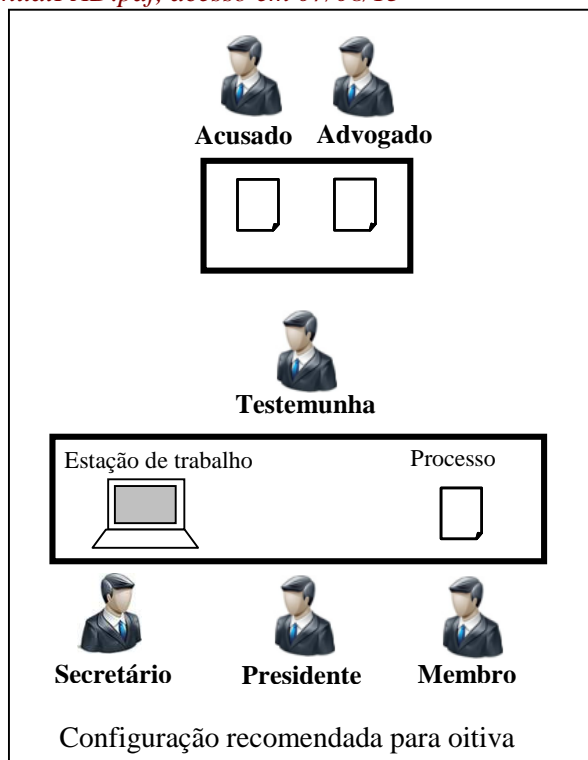 Acusado Advogado
Testemunha
Estação de trabalho Processo
Secretário Presidente Membro
Configuração recomendada para oitiva